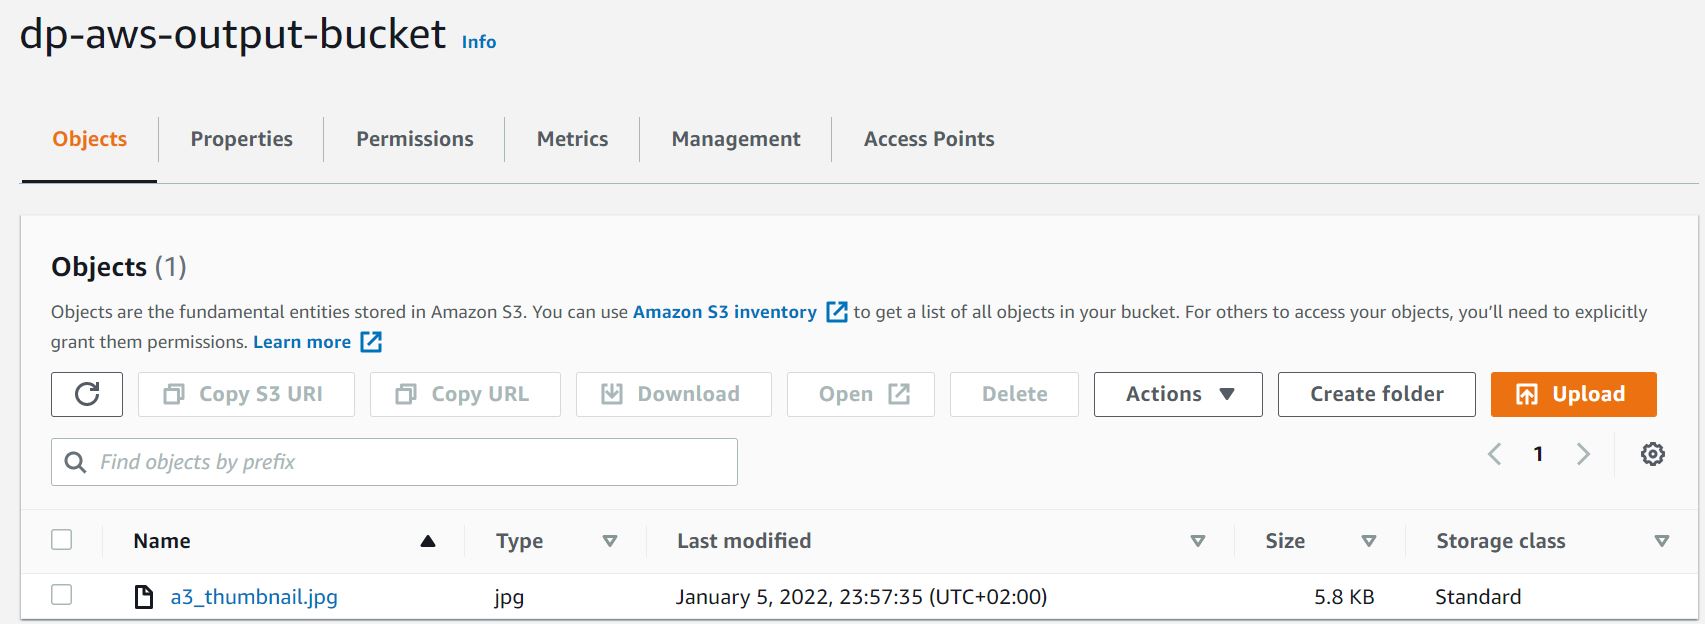 dp-aws-output-bucket Info
Objects Properties Permissions Metrics Management Access Points
Objects (1)
Objects are the fundamental entities stored in Amazon S3. You can use Amazon S3 inventory to get a list of all objects in your bucket. For others to access your objects, you’ll need to explicitly
grant them permissions. Learn more
Copy S3 URI Copy URL Download Open Delete Actions Create folder Upload
Find objects by prefix 1
Name Type Last modified Size Storage class
a3_thumbnail.jpg jpg January 5, 2022, 23:57:35 (UTC+02:00) 5.8 KB Standard